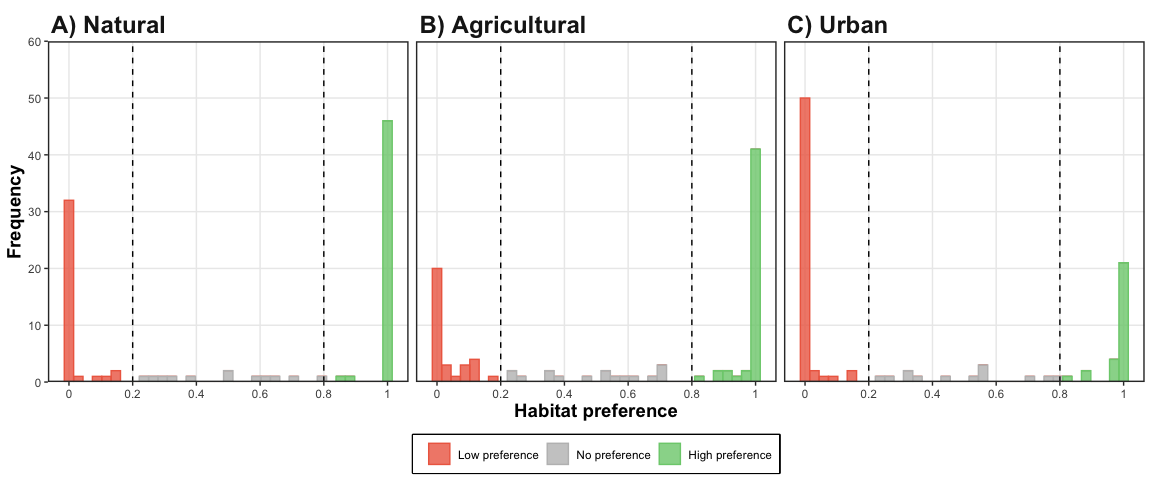 A) Natural
B) Agricultural
C) Urban
Frequency
60
50
40
30
20
10
0
0 0.2 0.4 0.6 0.8 1
0 0.2 0.4 0.6 0.8 1
0 0.2 0.4 0.6 0.8 1
Habitat preference
Low preference No preference High preference